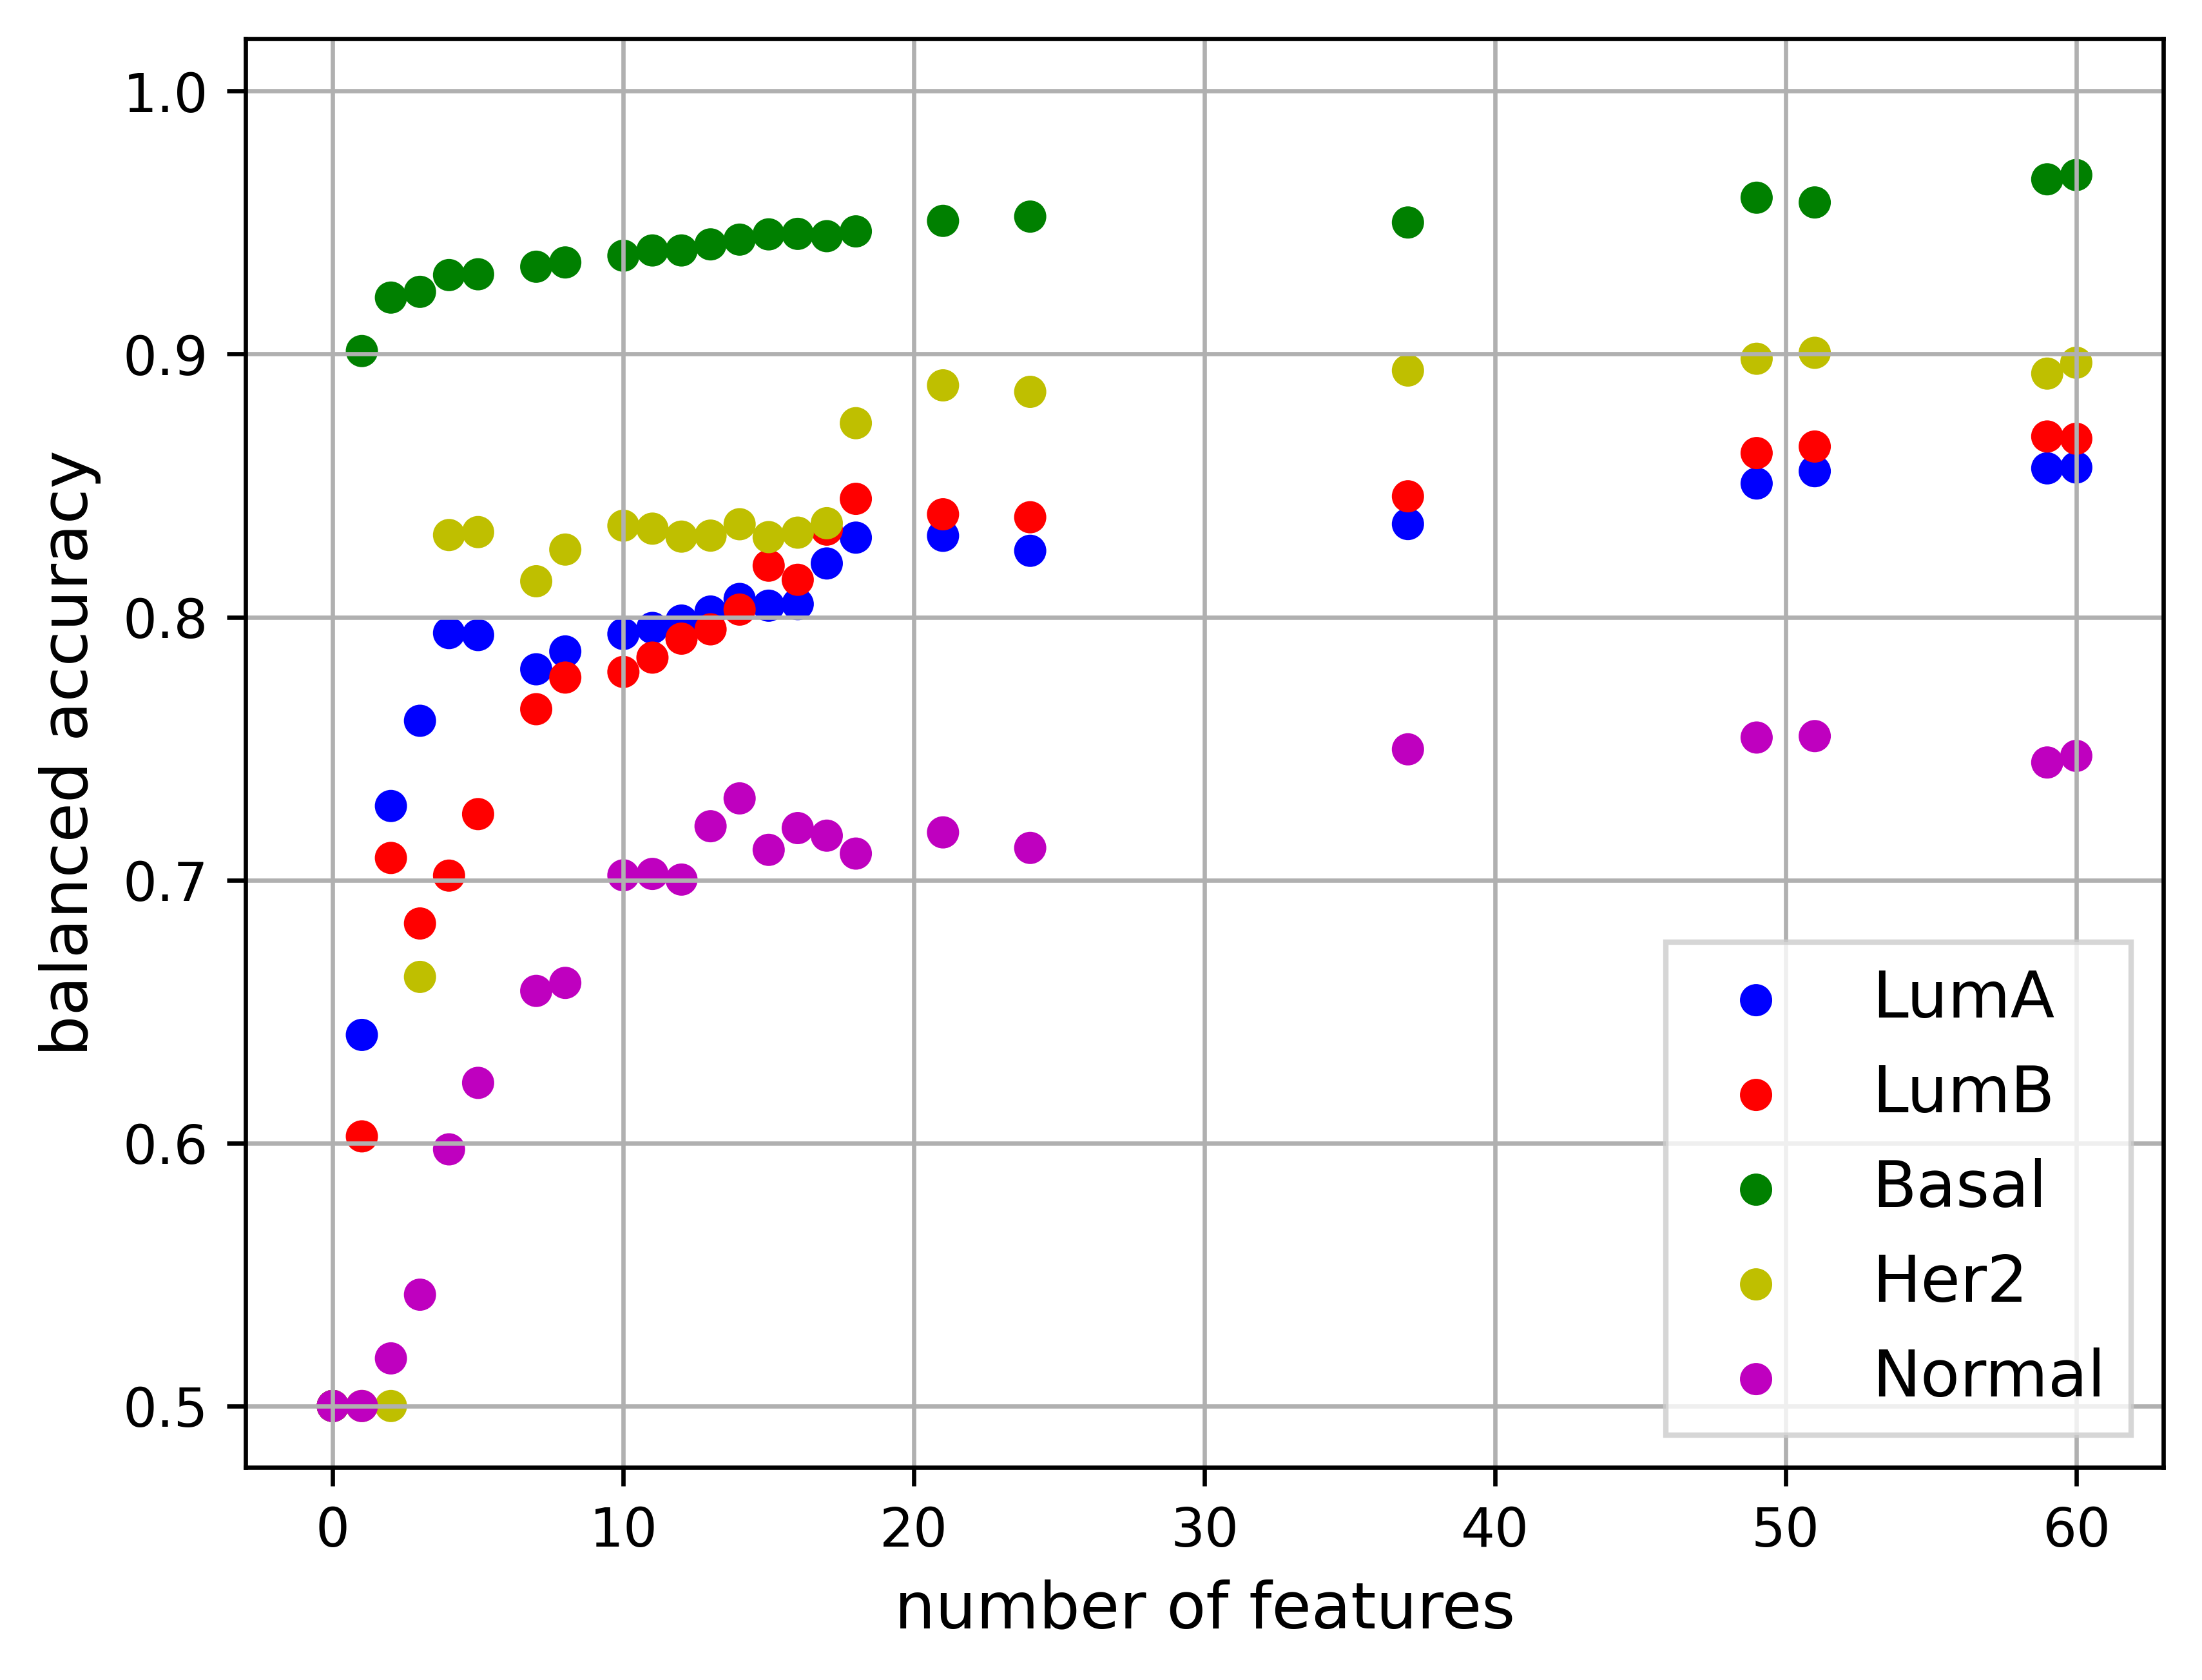 1.0
0.9
0.8
0.7
0.6
0.5
balanced accuracy
0 10 20 30 40 50 60
number of features
LumA
LumB
Basal
Her2
Normal